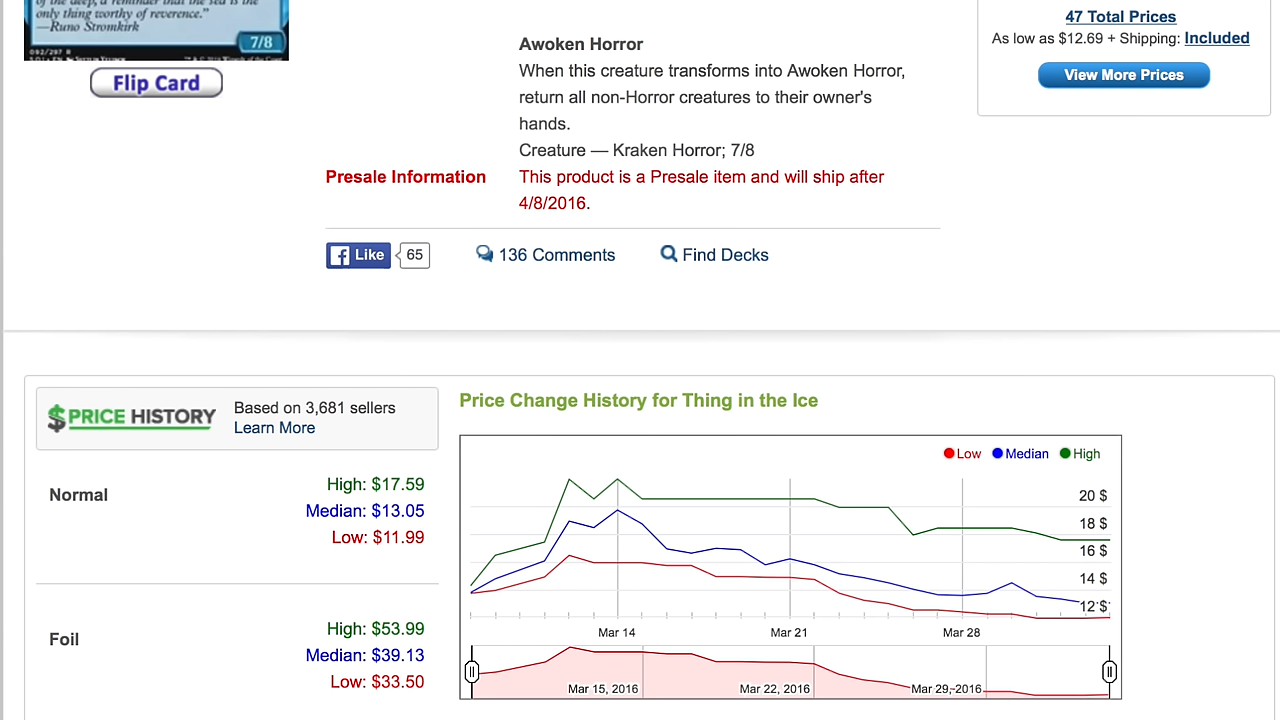 of the deep, a reminder that the sea is the
only thing worthy of reverence."
—Runo Stromkirk
7/8
092/297 R
Flip Card
Awoken Horror
When this creature transforms into Awoken Horror,
return all non-Horror creatures to their owner's
hands.
Creature — Kraken Horror; 7/8
Presale Information
This product is a Presale item and will ship after
4/8/2016.
Like
65
136 Comments
Find Decks
47 Total Prices
As low as $12.69 + Shipping: Included
View More Prices
$ PRICE HISTORY
Based on 3,681 sellers
Learn More
Normal
High: $17.59
Median: $13.05
Low: $11.99
Foil
High: $53.99
Median: $39.13
Low: $33.50
Price Change History for Thing in the Ice
Low Median High
20 $
18 $
16 $
14 $
12 $
Mar 14 Mar 21 Mar 28
Mar 15, 2016 Mar 22, 2016 Mar 29, 2016